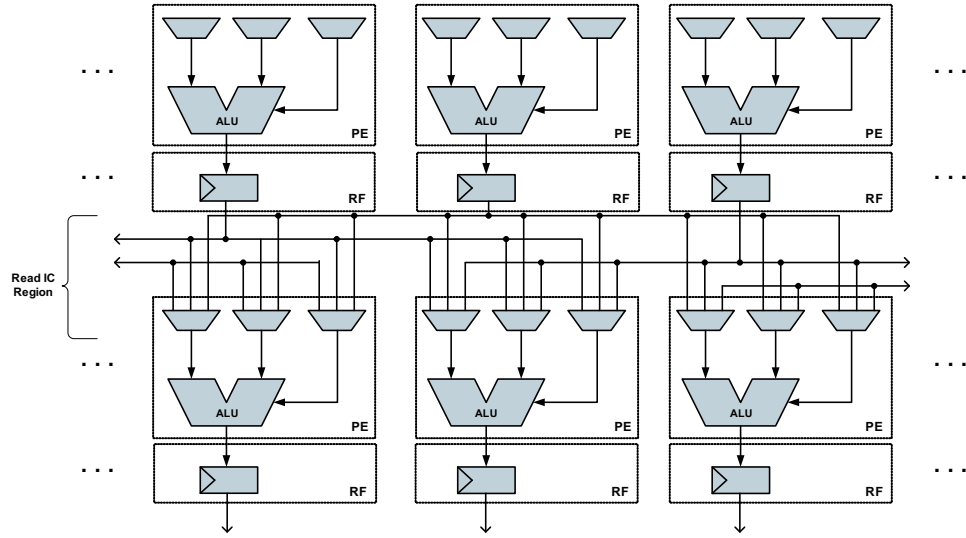 . . .
ALU
PE
ALU
PE
ALU
PE
. . .
. . .
RF
RF
RF
. . .
Read IC
Region
. . .
ALU
PE
ALU
PE
ALU
PE
. . .
. . .
RF
RF
RF
. . .